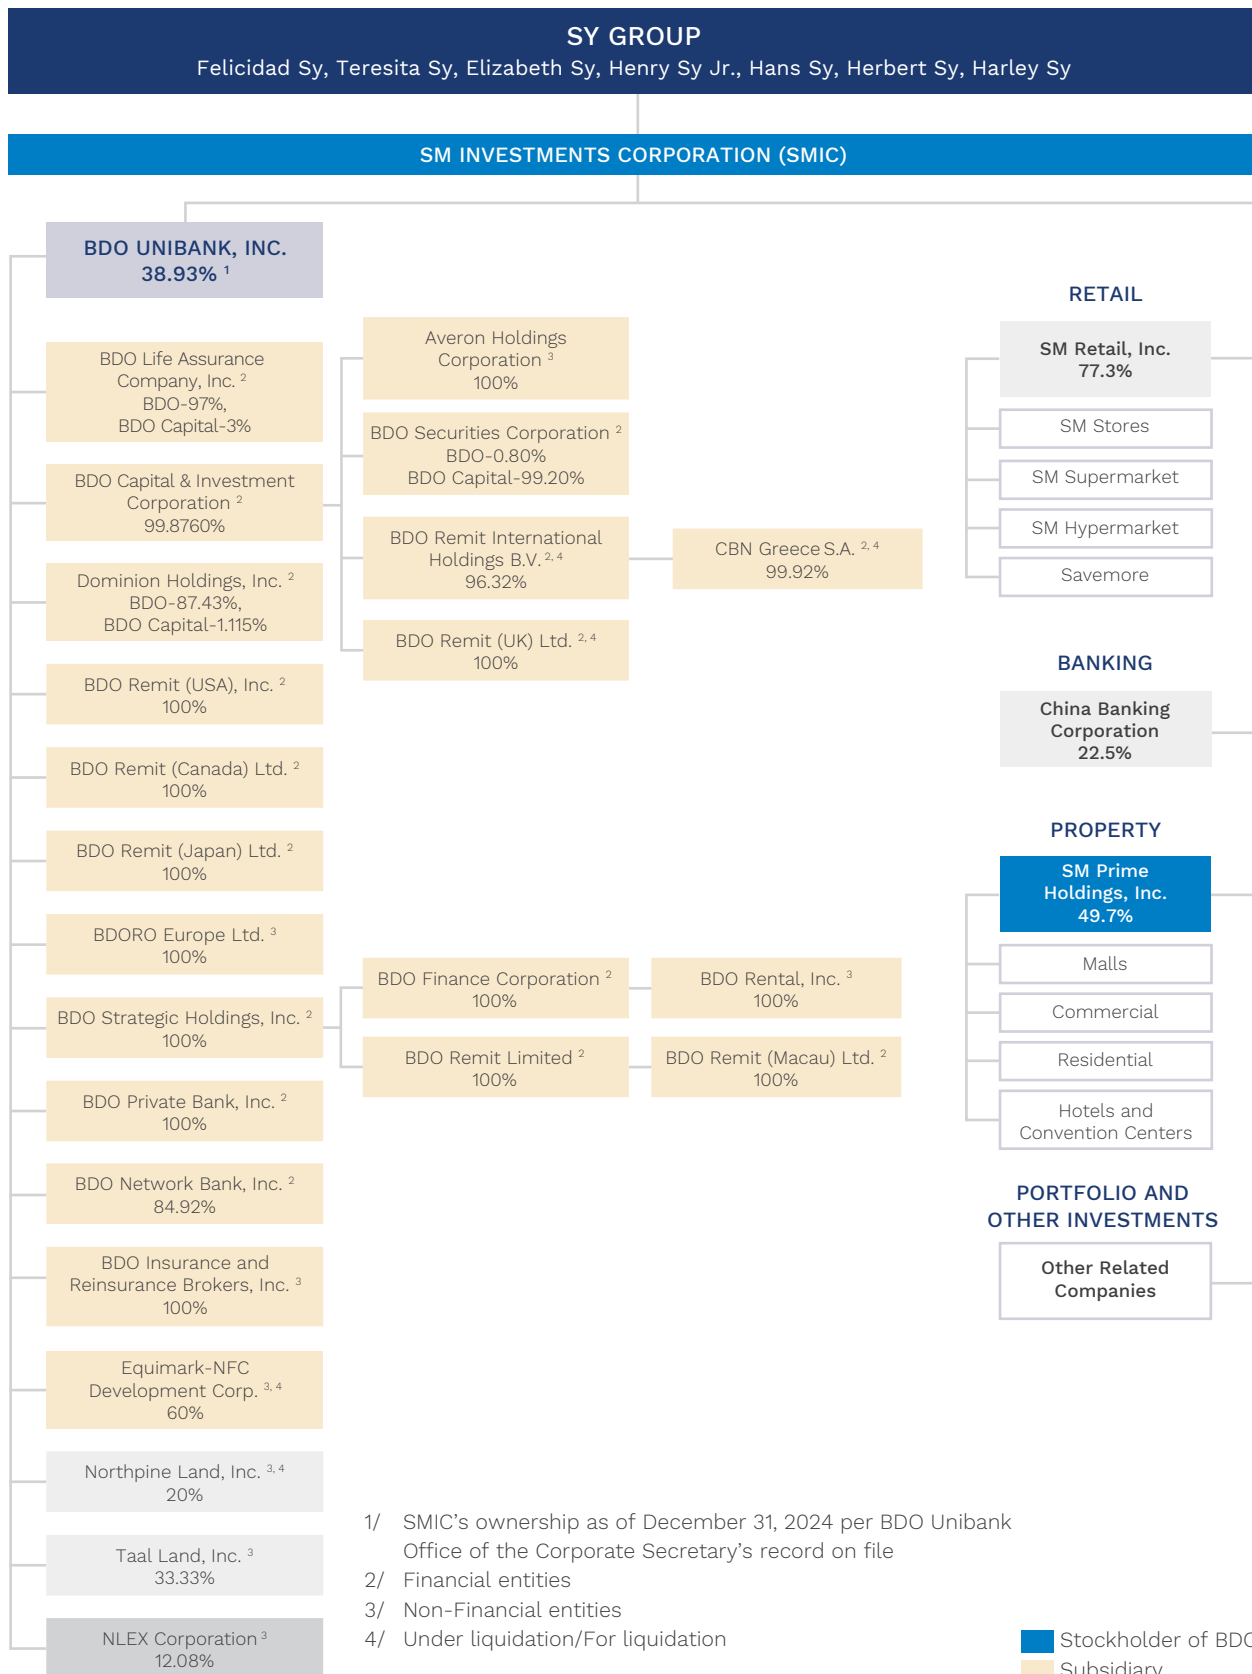 SY GROUP
Felicidad Sy, Teresita Sy, Elizabeth Sy, Henry Sy Jr., Hans Sy, Herbert Sy, Harley Sy
SM INVESTMENTS CORPORATION (SMIC)
BDO UNIBANK, INC.
38.93% 1
BDO Life Assurance
Company, Inc. 2
BDO-97%,
BDO Capital-3%
BDO Capital & Investment
Corporation 2
99.8760%
Dominion Holdings, Inc. 2
BDO-87.43%,
BDO Capital-1.115%
BDO Remit (USA), Inc. 2
100%
BDO Remit (Canada) Ltd. 2
100%
BDO Remit (Japan) Ltd. 2
100%
BDORO Europe Ltd. 3
100%
BDO Strategic Holdings, Inc. 2
100%
BDO Private Bank, Inc. 2
100%
BDO Network Bank, Inc. 2
84.92%
BDO Insurance and
Reinsurance Brokers, Inc. 3
100%
Equimark-NFC
Development Corp. 3, 4
60%
Northpine Land, Inc. 3, 4
20%
Taal Land, Inc. 3
33.33%
NLEX Corporation 3
12.08%
Averon Holdings
Corporation 3
100%
BDO Securities Corporation 2
BDO-0.80%
BDO Capital-99.20%
BDO Remit International
Holdings B.V. 2, 4
96.32%
BDO Remit (UK) Ltd. 2, 4
100%
CBN Greece S.A. 2, 4
99.92%
BDO Finance Corporation 2
100%
BDO Rental, Inc. 3
100%
BDO Remit Limited 2
100%
BDO Remit (Macau) Ltd. 2
100%
RETAIL
SM Retail, Inc.
77.3%
SM Stores
SM Supermarket
SM Hypermarket
Savemore
BANKING
China Banking
Corporation
22.5%
PROPERTY
SM Prime
Holdings, Inc.
49.7%
Malls
Commercial
Residential
Hotels and
Convention Centers
PORTFOLIO AND
OTHER INVESTMENTS
Other Related
Companies
1/ SMIC's ownership as of December 31, 2024 per BDO Unibank
Office of the Corporate Secretary's record on file
2/ Financial entities
3/ Non-Financial entities
4/ Under liquidation/For liquidation
Stockholder of BDO
Subsidiary